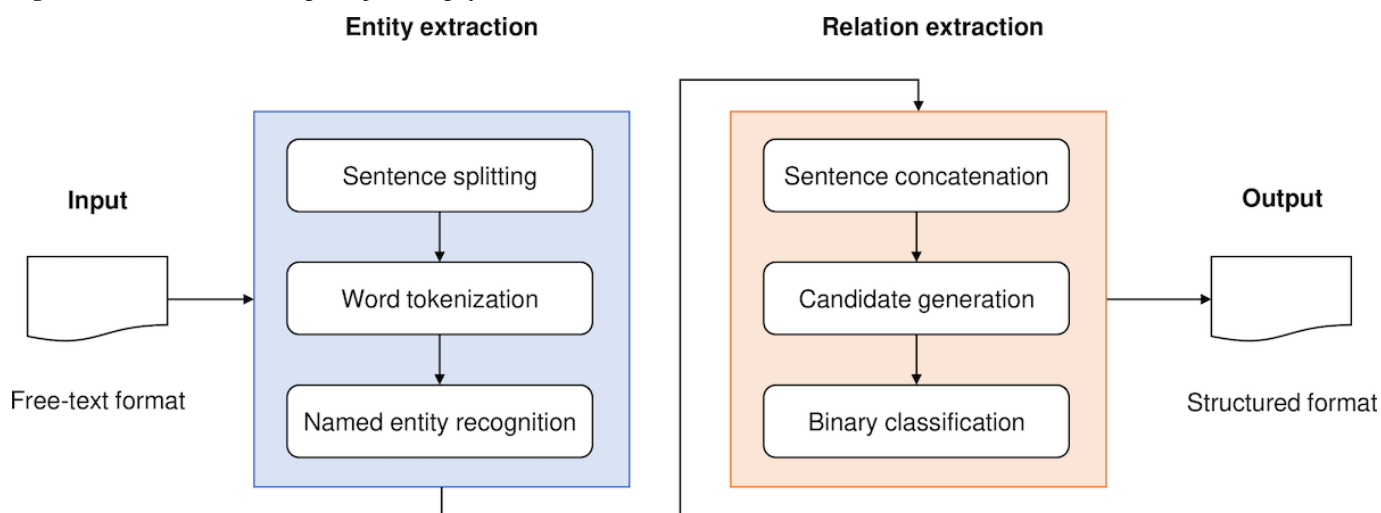 Entity extraction
Relation extraction
Input
Free-text format
Sentence splitting
Word tokenization
Named entity recognition
Sentence concatenation
Candidate generation
Binary classification
Output
Structured format